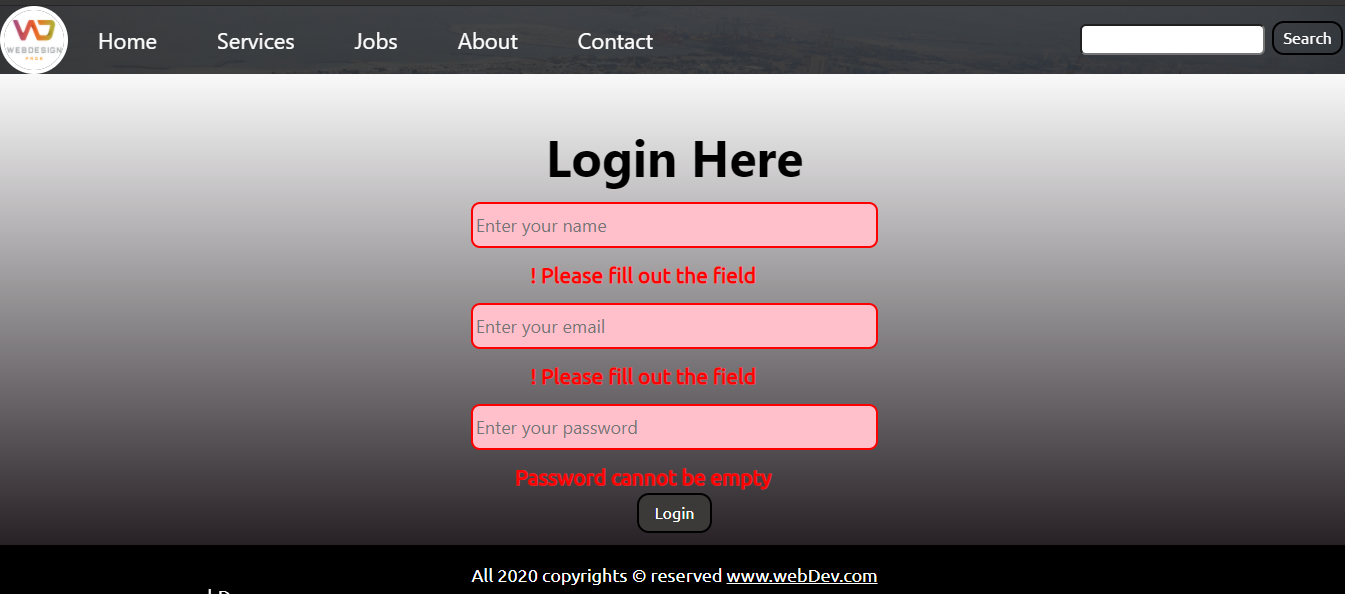 WEBDESIGN
FREE
Home Services Jobs About Contact Search
Login Here
Enter your name
! Please fill out the field
Enter your email
! Please fill out the field
Enter your password
Password cannot be empty
Login
All 2020 copyrights © reserved www.webDev.com